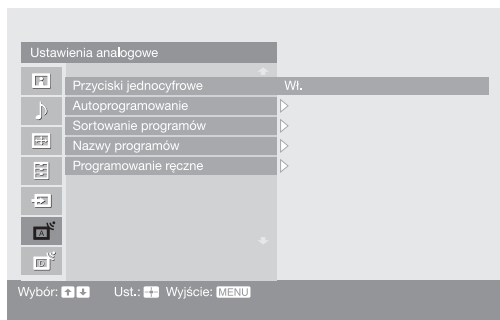 Ustawienia analogowe
Przyciski jednocyfrowe Wł.
Autoprogramowanie
Sortowanie programów
Nazwy programów
Programowanie ręczne
A
D
Wybór: Ust.: Wyjście: MENU